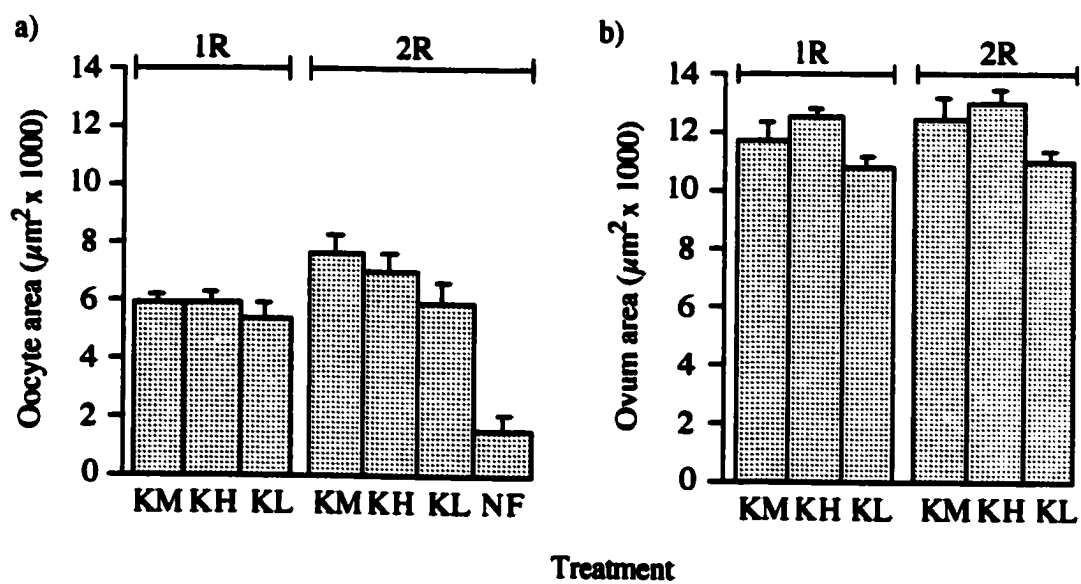 a)
1R 2R
14
12
10
8
6
4
2
0
Oocyte area (µm² x 1000)
KM KH KL KM KH KL NF
b)
1R 2R
14
12
10
8
6
4
2
0
Ovum area (µm² x 1000)
KM KH KL KM KH KL
Treatment